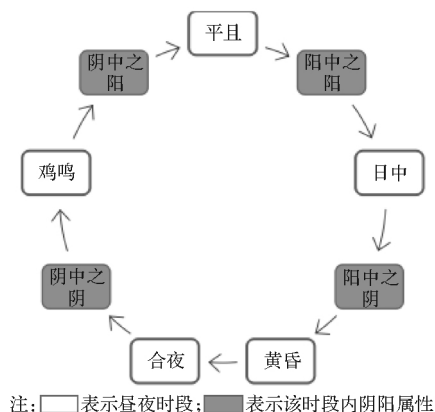 平且
阴中之
阳
阳中之
阳
鸡鸣
日中
阴中之
阴
阳中之
阴
合夜
黄昏
注：表示昼夜时段；表示该时段内阴阳属性